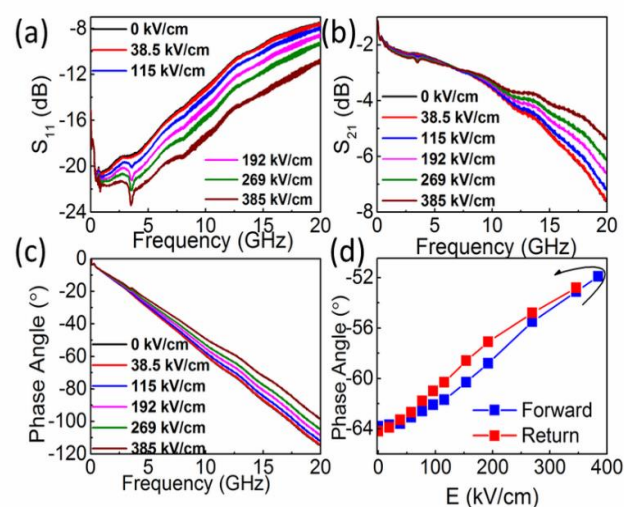 (a)
0 kV/cm
38.5 kV/cm
115 kV/cm
192 kV/cm
269 kV/cm
385 kV/cm
-8
-12
-16
-20
-24
S11 (dB)
0 5 10 15 20
Frequency (GHz)
(b)
0 kV/cm
38.5 kV/cm
115 kV/cm
192 kV/cm
269 kV/cm
385 kV/cm
-2
-4
-6
-8
S21 (dB)
0 5 10 15 20
Frequency (GHz)
(c)
0 kV/cm
38.5 kV/cm
115 kV/cm
192 kV/cm
269 kV/cm
385 kV/cm
0
-20
-40
-60
-80
-100
-120
Phase Angle (°)
0 5 10 15 20
Frequency (GHz)
(d)
Forward
Return
-52
-56
-60
-64
Phase Angle (°)
0 100 200 300 400
E (kV/cm)